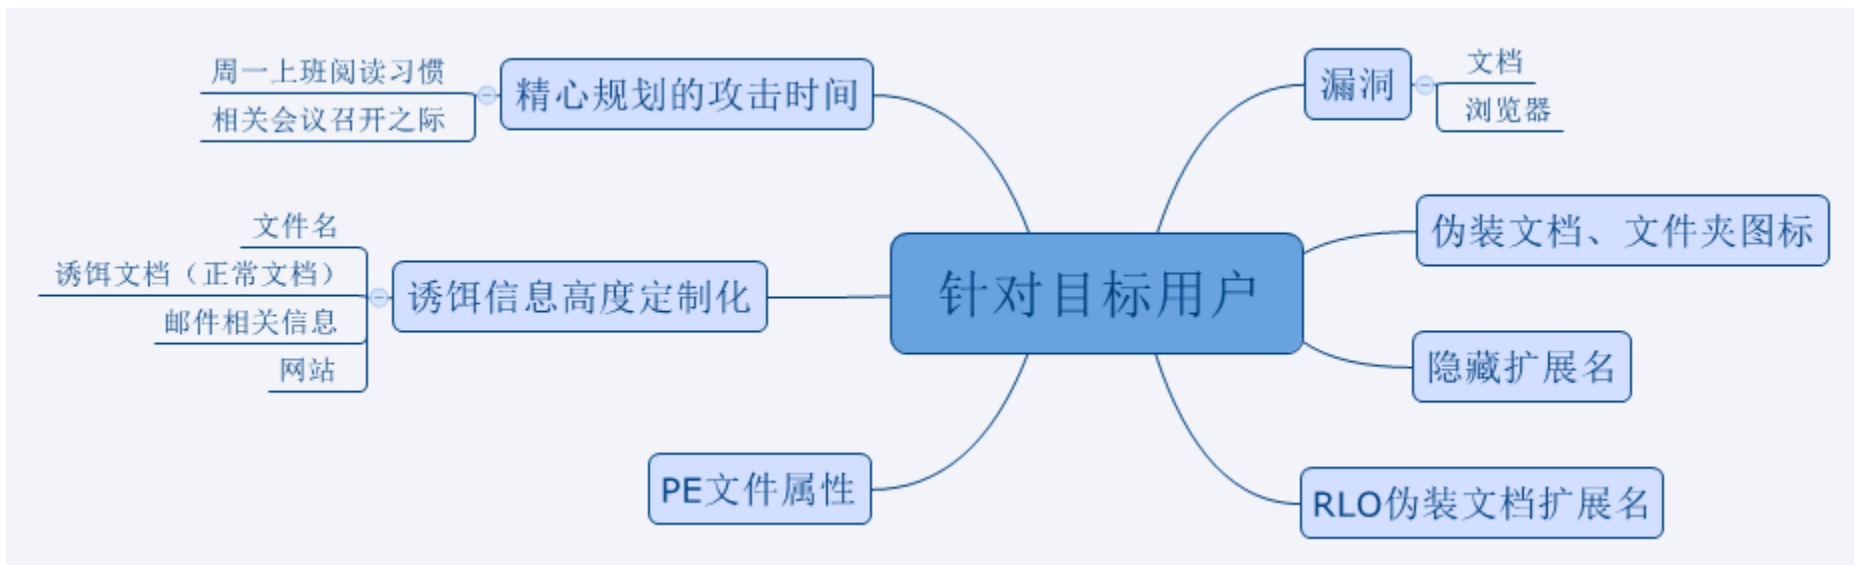 针对目标用户
漏洞
文档
浏览器
伪装文档、文件夹图标
隐藏扩展名
RLO伪装文档扩展名
精心规划的攻击时间
周一上班阅读习惯
相关会议召开之际
诱饵信息高度定制化
文件名
诱饵文档（正常文档）
邮件相关信息
网站
PE文件属性